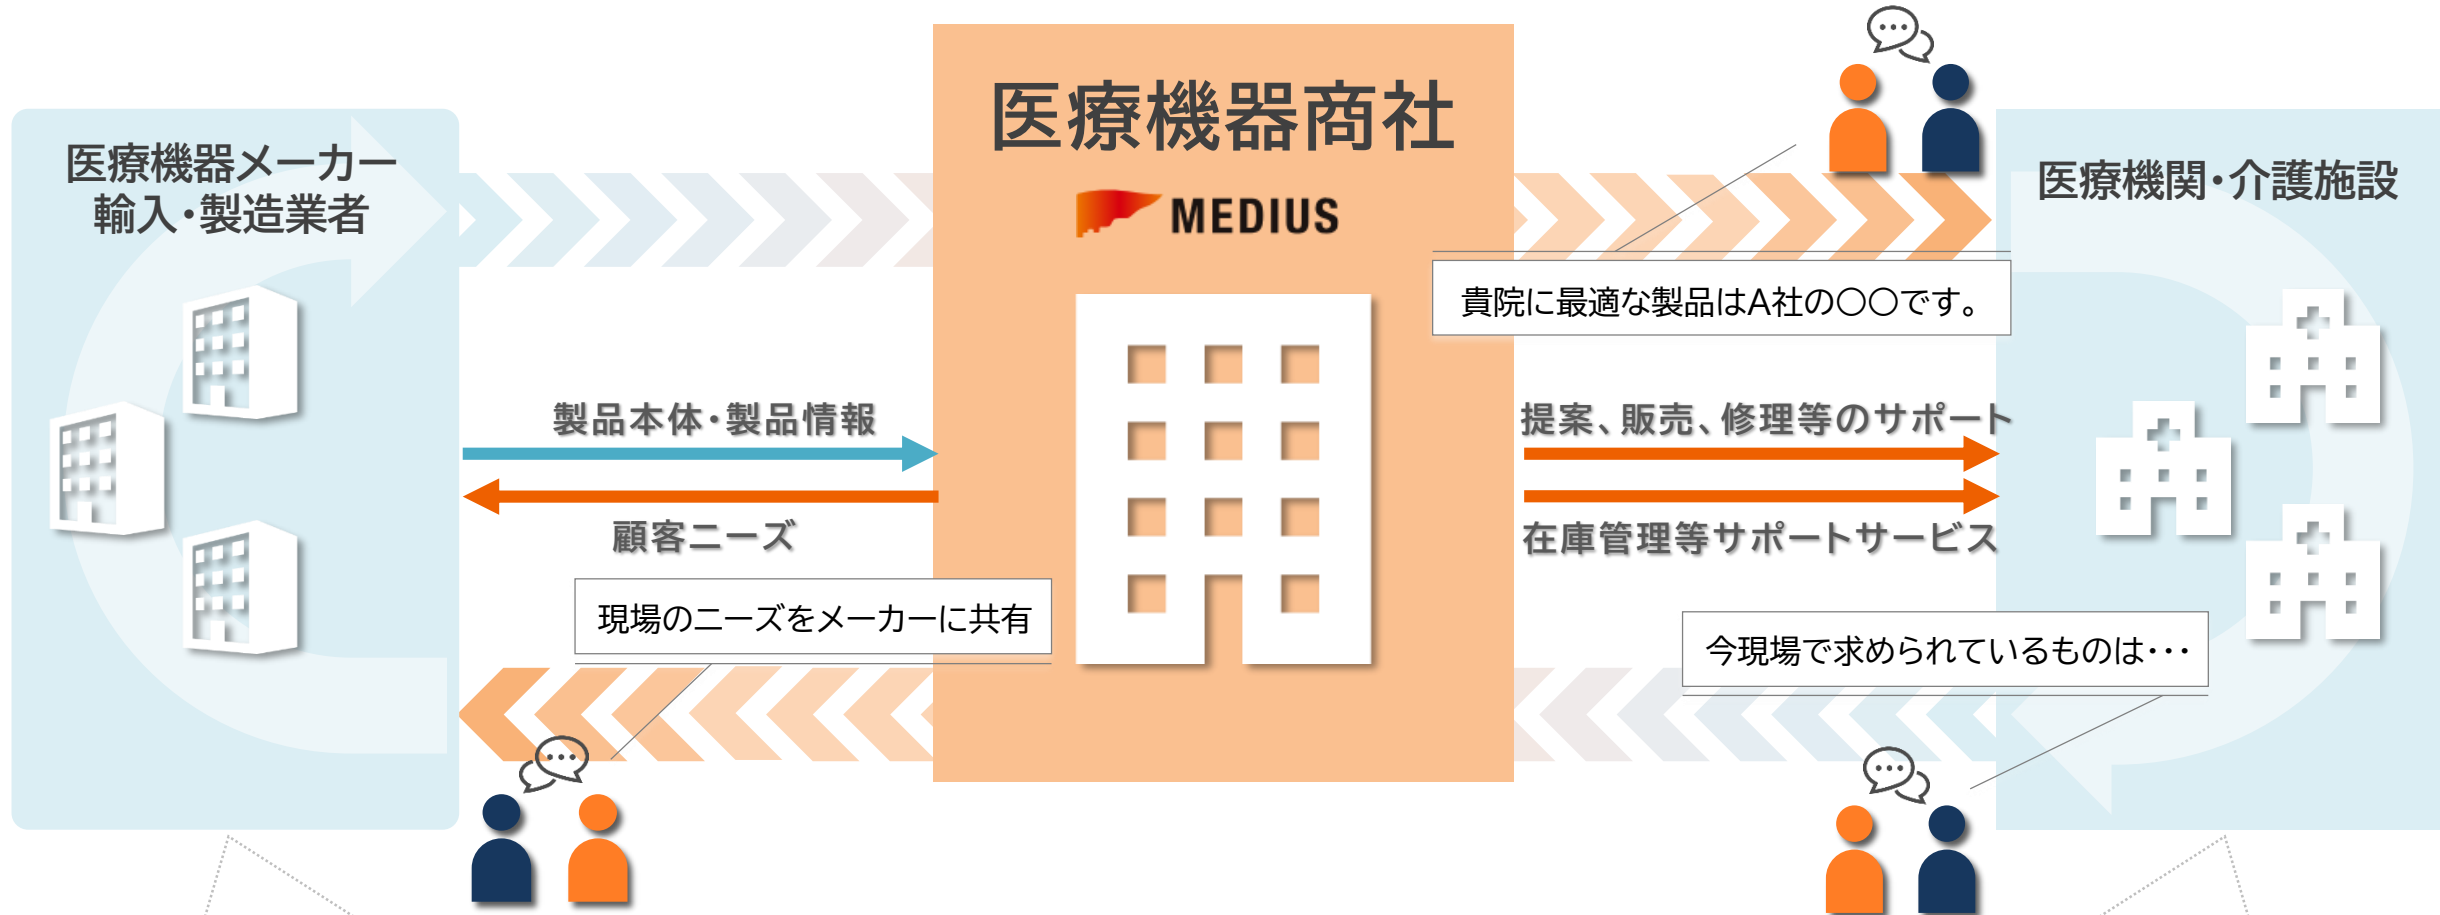 医療機器メーカー
輸入・製造業者
医療機器商社
MEDIUS
医療機関・介護施設
貴院に最適な製品はA社の〇〇です。
製品本体・製品情報
顧客ニーズ
提案、販売、修理等のサポート
在庫管理等サポートサービス
現場のニーズをメーカーに共有
今現場で求められているものは・・・